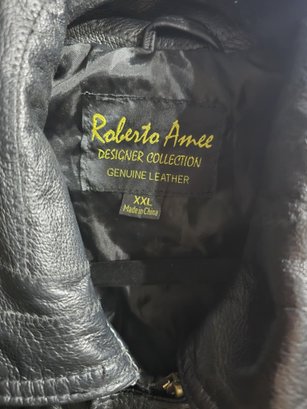 Roberto Amee
DESIGNER COLLECTION
GENUINE LEATHER
XXL
Made in China